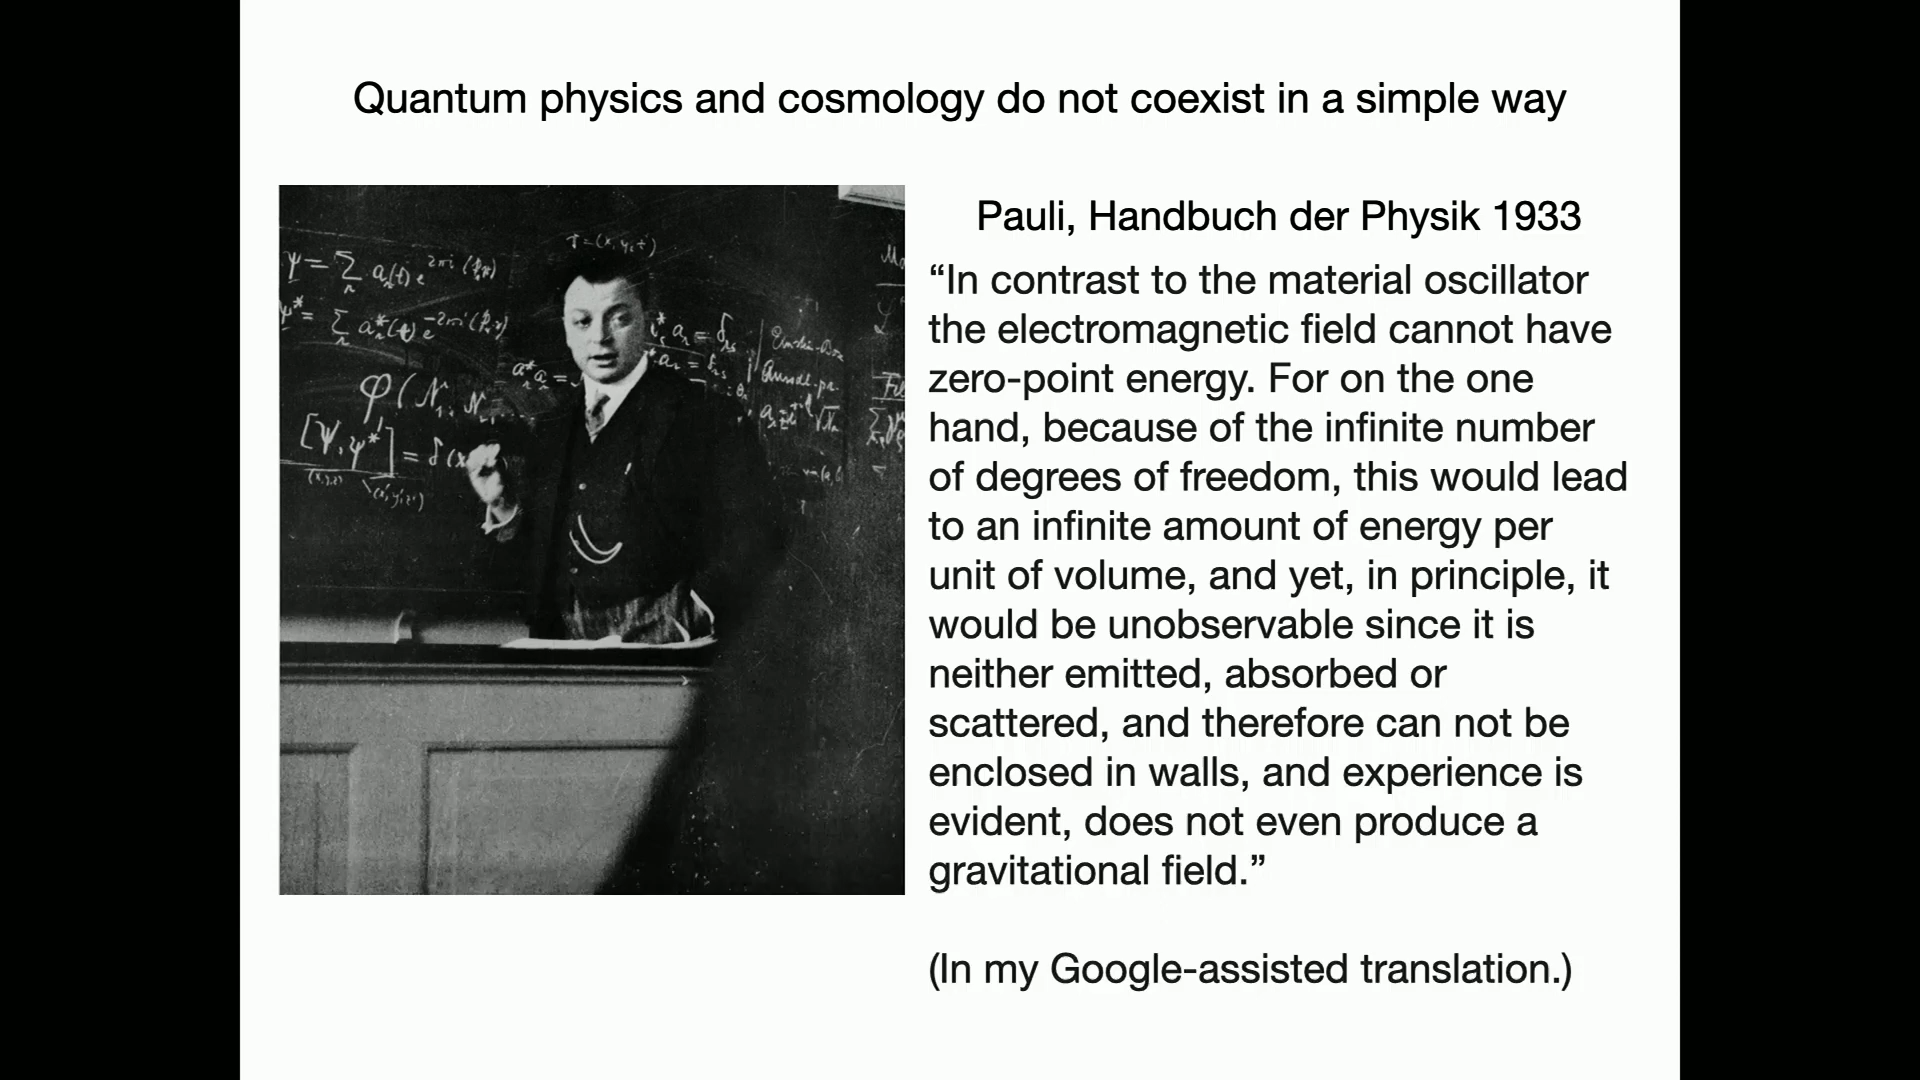 Quantum physics and cosmology do not coexist in a simple way
Pauli, Handbuch der Physik 1933
“In contrast to the material oscillator
the electromagnetic field cannot have
zero-point energy. For on the one
hand, because of the infinite number
of degrees of freedom, this would lead
to an infinite amount of energy per
unit of volume, and yet, in principle, it
would be unobservable since it is
neither emitted, absorbed or
scattered, and therefore can not be
enclosed in walls, and experience is
evident, does not even produce a
gravitational field.”
(In my Google-assisted translation.)